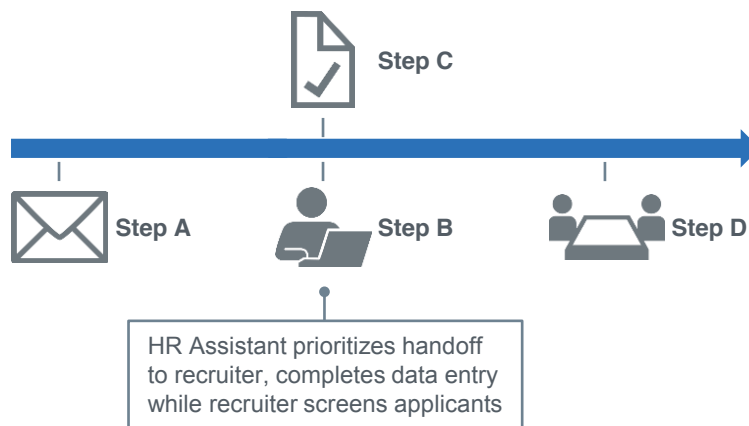 Step C
Step A
Step B
Step D
HR Assistant prioritizes handoff
to recruiter, completes data entry
while recruiter screens applicants